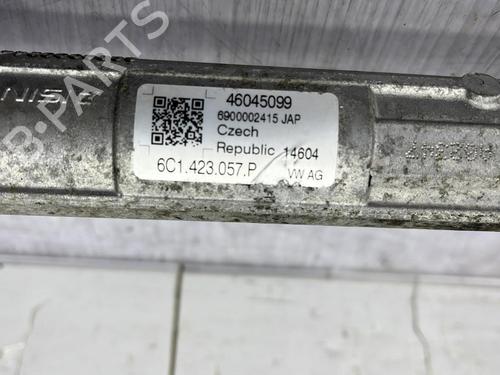 46045099
6900002415 JAP
Czech
Republic 14604
6C1.423.057.P VW AG
B-PARTS